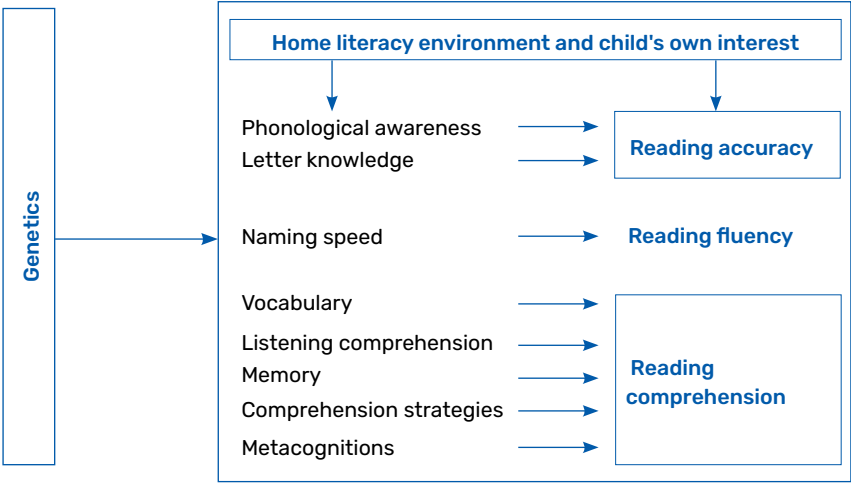 Home literacy environment and child's own interest
Phonological awareness
Letter knowledge
Reading accuracy
Genetics
Naming speed
Reading fluency
Vocabulary
Listening comprehension
Memory
Comprehension strategies
Metacognitions
Reading
comprehension